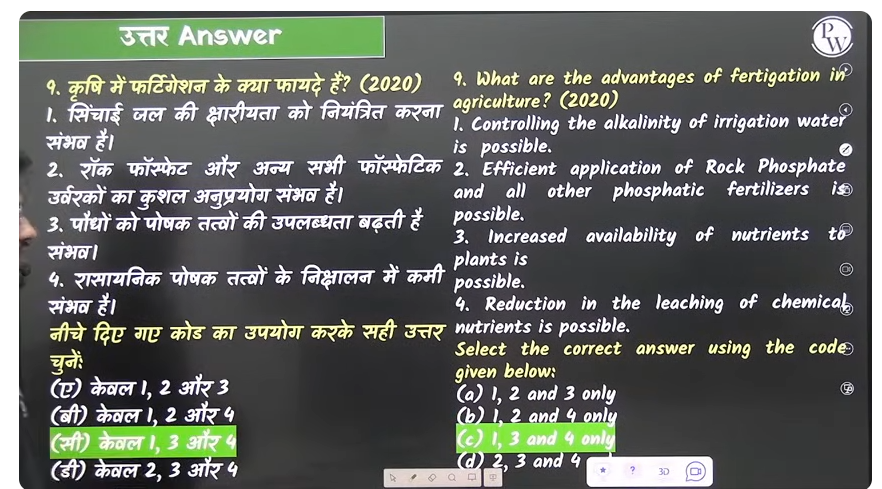 उत्तर Answer
PW
९. कृषि में फर्टिगेशन के क्या फायदे हैं? (2020)
1. सिंचाई जल की क्षारीयता को नियंत्रित करना
संभव है।
2. रॉक फॉस्फेट और अन्य सभी फॉस्फेटिक
उर्वरकों का कुशल अनुप्रयोग संभव है।
3. पौधों को पोषक तत्वों की उपलब्धता बढ़ती है
संभव।
4. रासायनिक पोषक तत्वों के निक्षालन में कमी
संभव है।
नीचे दिए गए कोड का उपयोग करके सही उत्तर
चुनें:
(ए) केवल 1, 2 और 3
(बी) केवल 1, 2 और 4
(सी) केवल 1, 3 और 4
(डी) केवल 2, 3 और 4
9. What are the advantages of fertigation in
agriculture? (2020)
1. Controlling the alkalinity of irrigation water
is possible.
2. Efficient application of Rock Phosphate
and all other phosphatic fertilizers is
possible.
3. Increased availability of nutrients to
plants is
possible.
4. Reduction in the leaching of chemical
nutrients is possible.
Select the correct answer using the code
given below:
(a) 1, 2 and 3 only
(b) 1, 2 and 4 only
(c) 1, 3 and 4 only
(d) 2, 3 and 4
? 3D